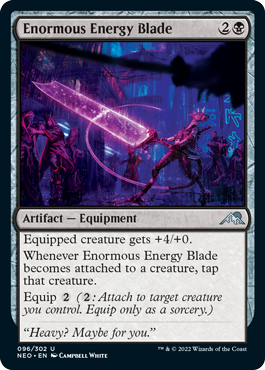 Enormous Energy Blade 2
Artifact — Equipment
Equipped creature gets +4/+0.
Whenever Enormous Energy Blade
becomes attached to a creature, tap
that creature.
Equip 2 (2: Attach to target creature
you control. Equip only as a sorcery.)
“Heavy? Maybe for you.”
096/302 U
NEO • EN CAMPBELL WHITE ™ & © 2022 Wizards of the Coast